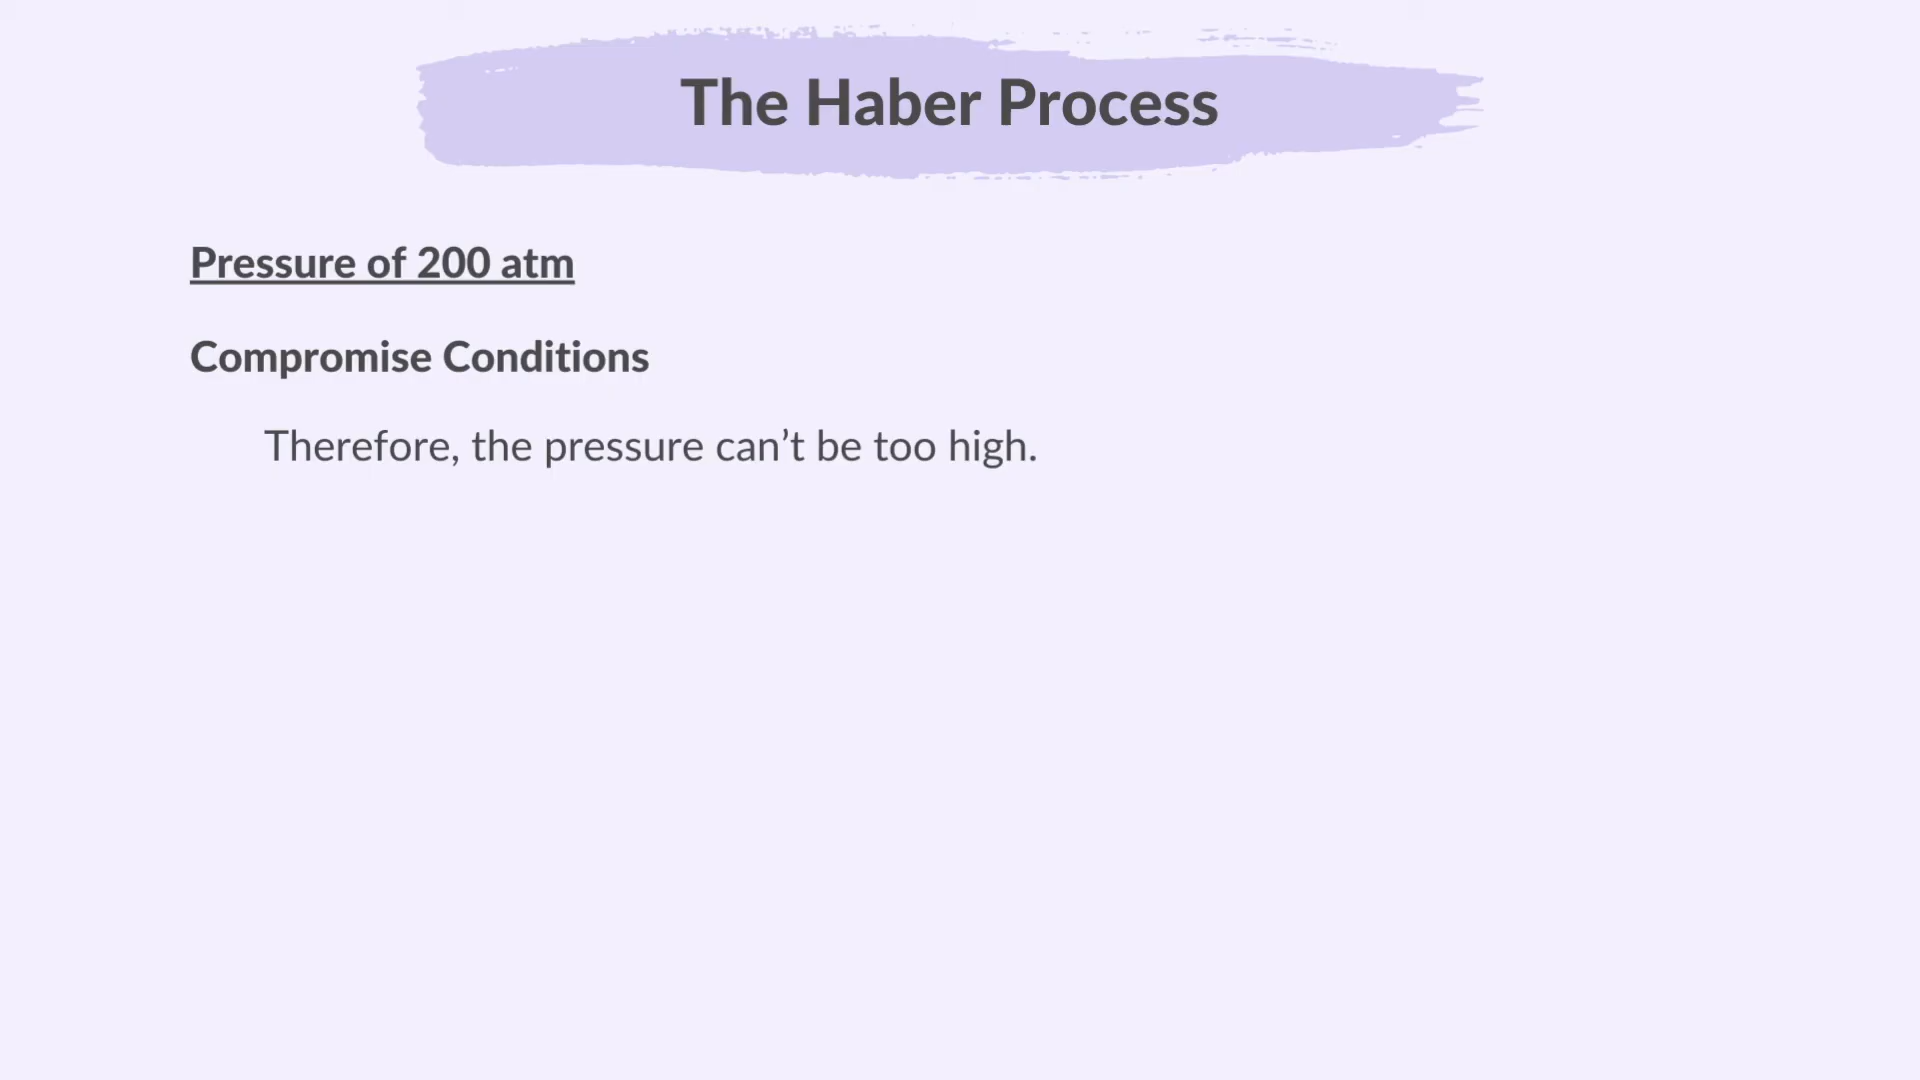 The Haber Process
Pressure of 200 atm
Compromise Conditions
Therefore, the pressure can’t be too high.